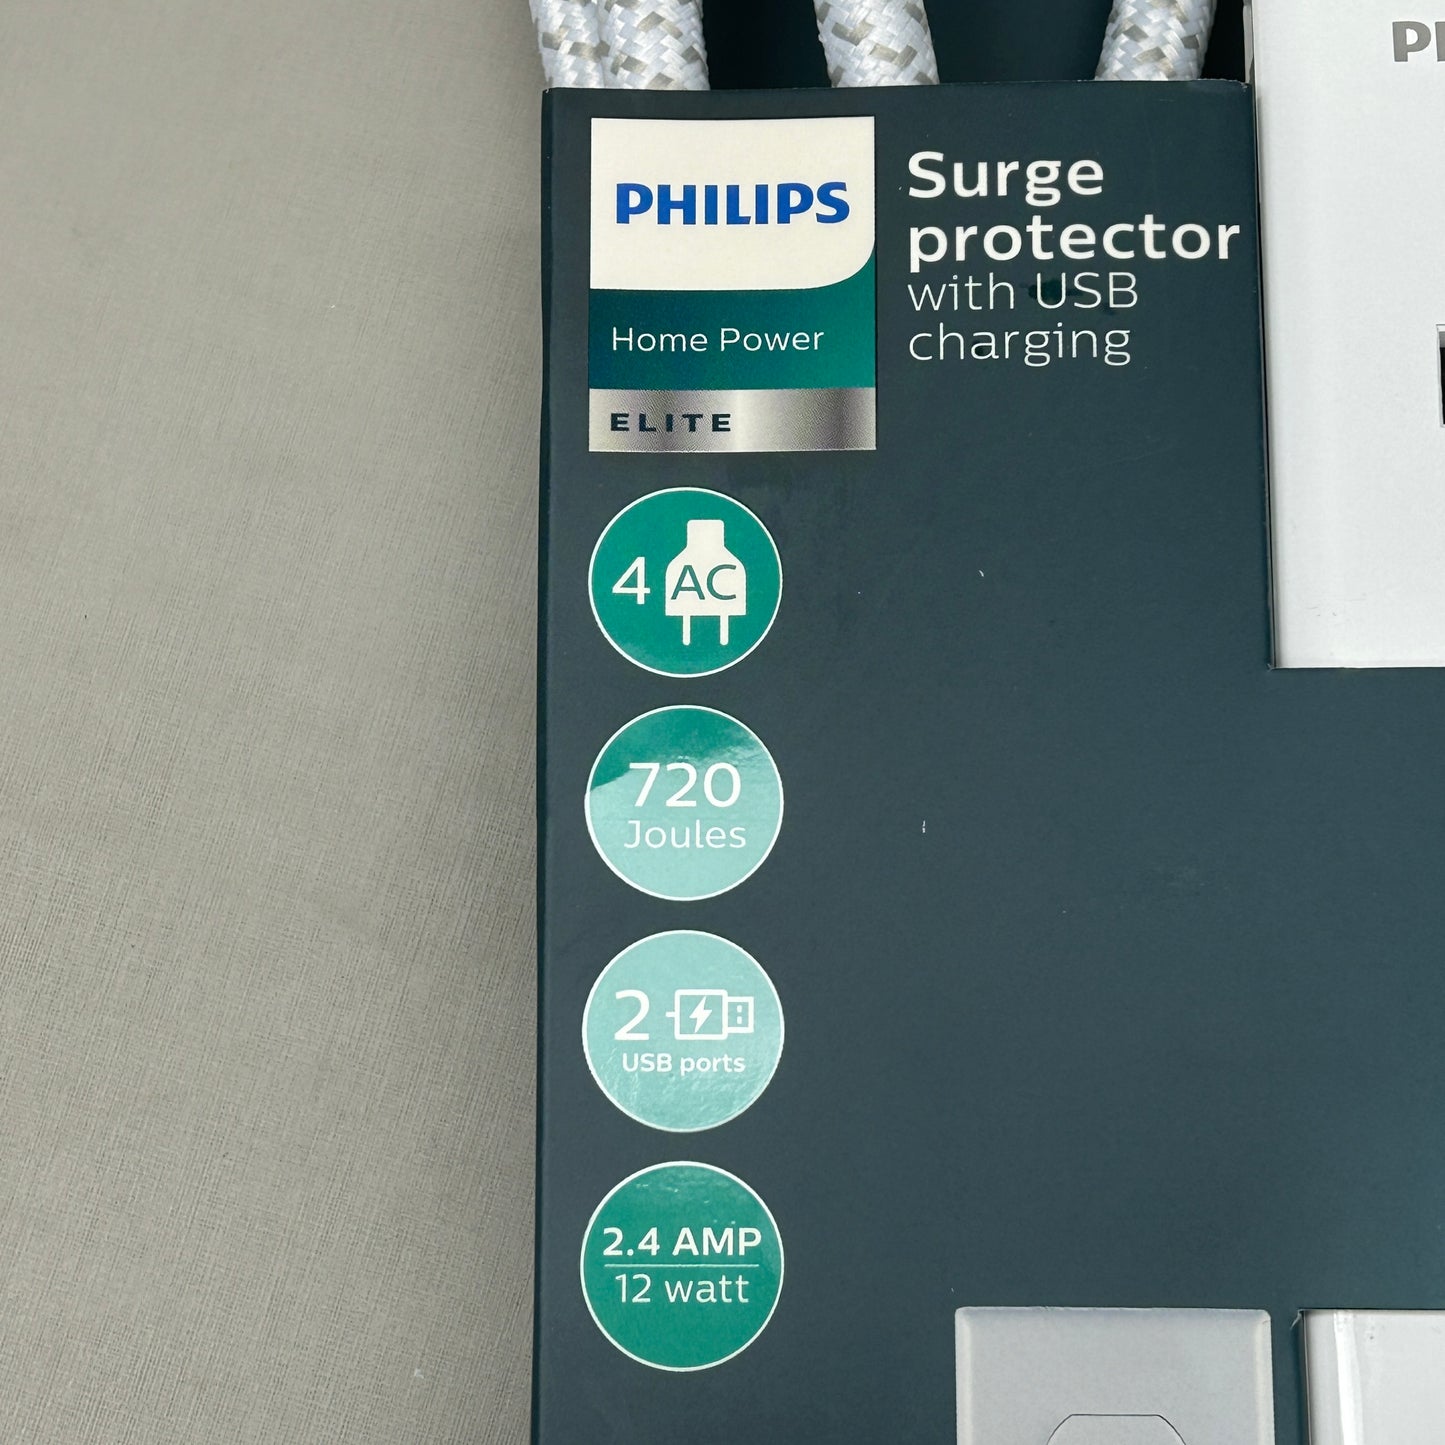 PHILIPS
Home Power
ELITE
Surge
protector
with USB
charging
4 AC
720
Joules
2
USB ports
2.4 AMP
12 watt